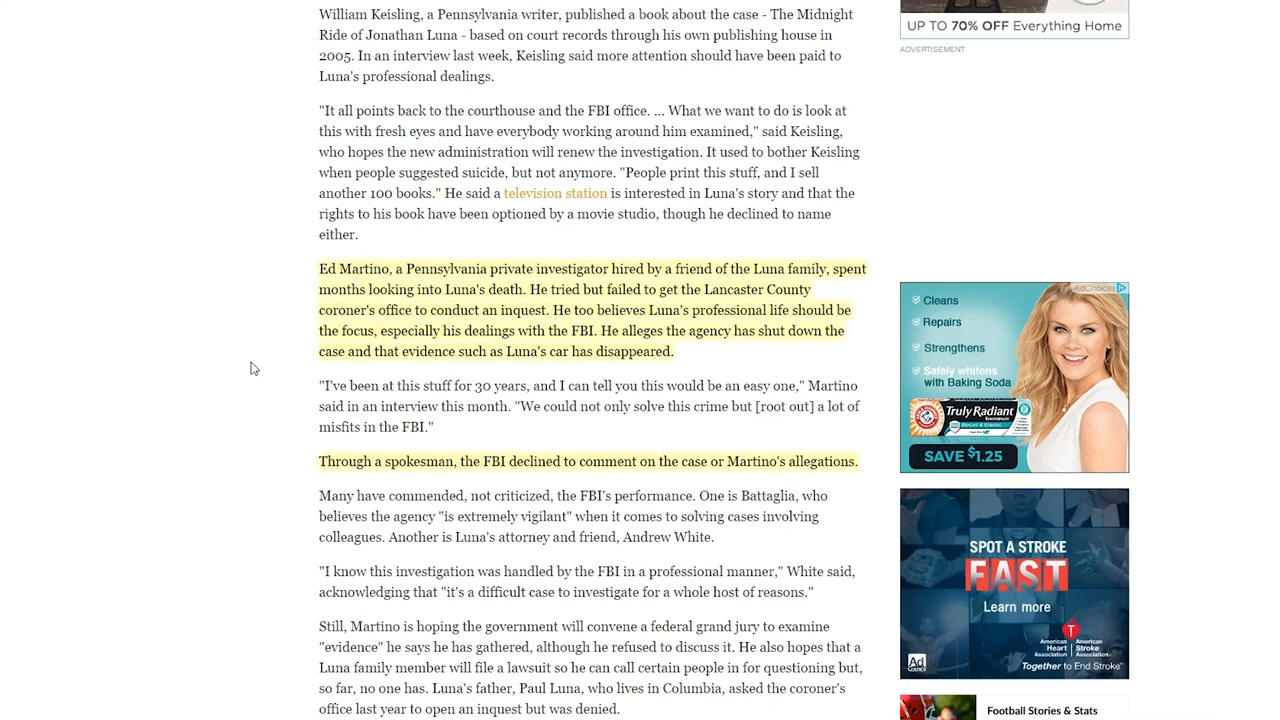 William Keisling, a Pennsylvania writer, published a book about the case - The Midnight
Ride of Jonathan Luna - based on court records through his own publishing house in
2005. In an interview last week, Keisling said more attention should have been paid to
Luna's professional dealings.
"It all points back to the courthouse and the FBI office. ... What we want to do is look at
this with fresh eyes and have everybody working around him examined," said Keisling,
who hopes the new administration will renew the investigation. It used to bother Keisling
when people suggested suicide, but not anymore. "People print this stuff, and I sell
another 100 books." He said a television station is interested in Luna's story and that the
rights to his book have been optioned by a movie studio, though he declined to name
either.
Ed Martino, a Pennsylvania private investigator hired by a friend of the Luna family, spent
months looking into Luna's death. He tried but failed to get the Lancaster County
coroner's office to conduct an inquest. He too believes Luna's professional life should be
the focus, especially his dealings with the FBI. He alleges the agency has shut down the
case and that evidence such as Luna's car has disappeared.
"I've been at this stuff for 30 years, and I can tell you this would be an easy one," Martino
said in an interview this month. "We could not only solve this crime but [root out] a lot of
misfits in the FBI."
Through a spokesman, the FBI declined to comment on the case or Martino's allegations.
Many have commended, not criticized, the FBI's performance. One is Battaglia, who
believes the agency "is extremely vigilant" when it comes to solving cases involving
colleagues. Another is Luna's attorney and friend, Andrew White.
"I know this investigation was handled by the FBI in a professional manner," White said,
acknowledging that "it's a difficult case to investigate for a whole host of reasons."
Still, Martino is hoping the government will convene a federal grand jury to examine
"evidence" he says he has gathered, although he refused to discuss it. He also hopes that a
Luna family member will file a lawsuit so he can call certain people in for questioning but,
so far, no one has. Luna's father, Paul Luna, who lives in Columbia, asked the coroner's
office last year to open an inquest but was denied.
UP TO 70% OFF Everything Home
ADVERTISEMENT
AdChoices
Cleans
Repairs
Strengthens
Safely whitens
with Baking Soda
ARM & HAMMER
Truly Radiant
TOOTHPASTE
BRIGHT & STRONG
SAVE $1.25
SPOT A STROKE
FAST
Learn more
American
Heart
Association
American
Stroke
Association
Ad
COUNCIL
Together to End Stroke™
Football Stories & Stats